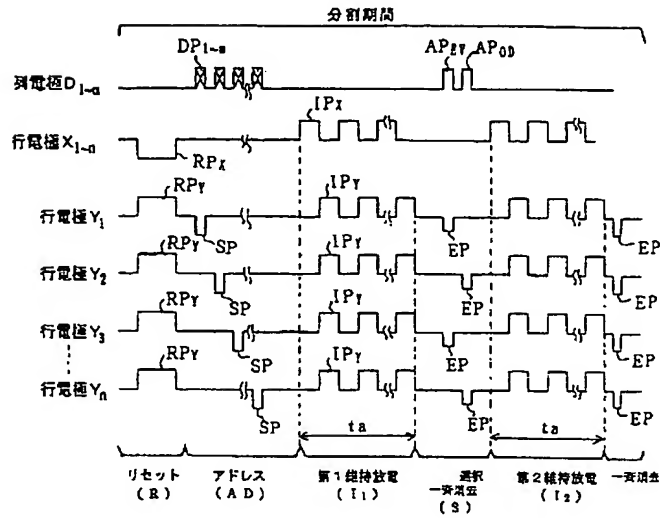 分割期間
DP1~m
APEV APOD
列電極D1~m
IPX
行電極X1~n
RPX
RPY
IPY
行電極Y1
SP
EP
EP
RPY
IPY
行電極Y2
SP
EP
EP
RPY
IPY
行電極Y3
SP
EP
EP
RPY
IPY
行電極Yn
SP
EP
EP
ta
ta
リセット
(R)
アドレス
(AD)
第1維持放電
(I1)
選択
一斉消去
(S)
第2維持放電
(I2)
一斉消去